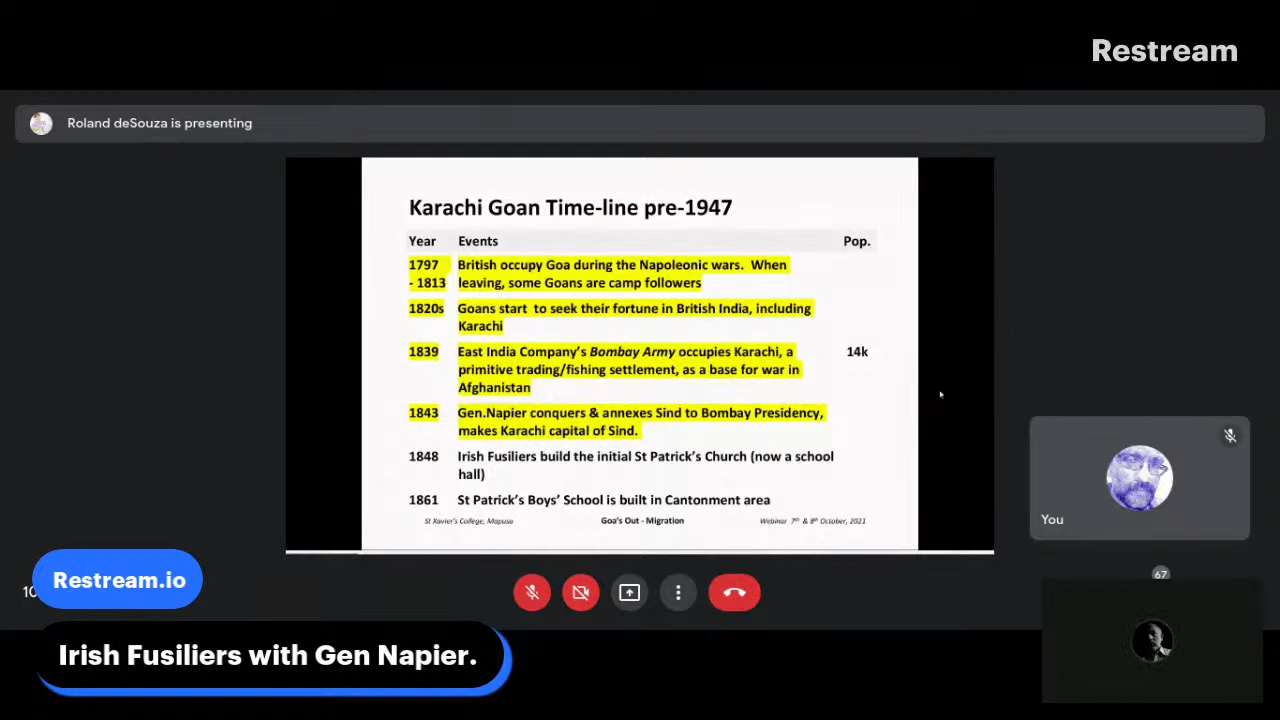 Restream
Roland deSouza is presenting
Karachi Goan Time-line pre-1947
Year Events Pop.
1797 British occupy Goa during the Napoleonic wars. When
- 1813 leaving, some Goans are camp followers
1820s Goans start to seek their fortune in British India, including
Karachi
1839 East India Company's Bombay Army occupies Karachi, a 14k
primitive trading/fishing settlement, as a base for war in
Afghanistan
1843 Gen.Napier conquers & annexes Sind to Bombay Presidency,
makes Karachi capital of Sind.
1848 Irish Fusiliers build the initial St Patrick's Church (now a school
hall)
1861 St Patrick's Boys' School is built in Cantonment area
St Xavier's College, Mapusa Goa's Out - Migration Webinar 7th & 8th October, 2021
You
67
10
Restream.io
Irish Fusiliers with Gen Napier.